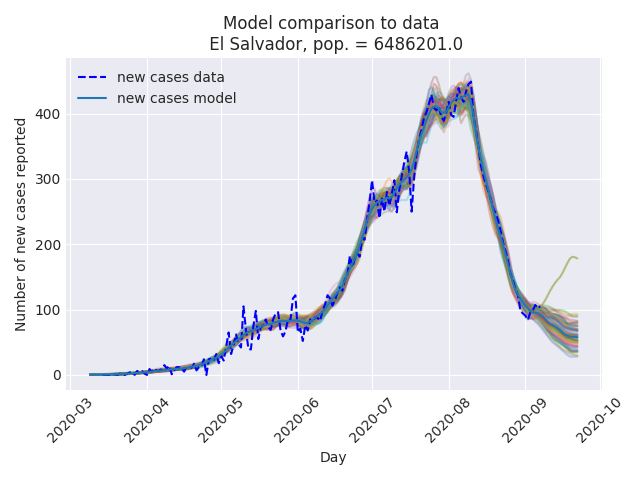 Model comparison to data
El Salvador, pop. = 6486201.0
new cases data
new cases model
Number of new cases reported
400
300
200
100
0
2020-03
2020-04
2020-05
2020-06
2020-07
2020-08
2020-09
2020-10
Day